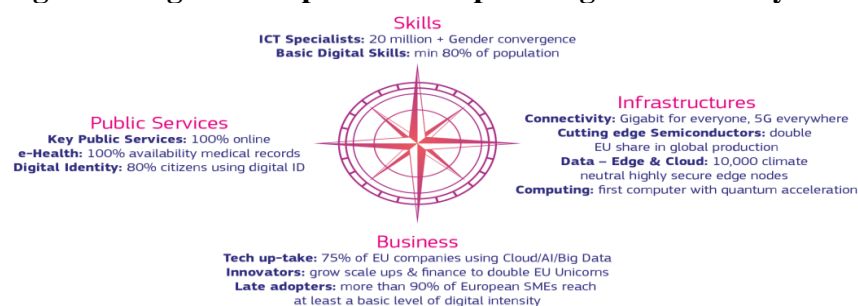 Skills
ICT Specialists: 20 million + Gender convergence
Basic Digital Skills: min 80% of population
Public Services
Key Public Services: 100% online
e-Health: 100% availability medical records
Digital Identity: 80% citizens using digital ID
Infrastructures
Connectivity: Gigabit for everyone, 5G everywhere
Cutting edge Semiconductors: double
EU share in global production
Data – Edge & Cloud: 10,000 climate
neutral highly secure edge nodes
Computing: first computer with quantum acceleration
Business
Tech up-take: 75% of EU companies using Cloud/AI/Big Data
Innovators: grow scale ups & finance to double EU Unicorns
Late adopters: more than 90% of European SMEs reach
at least a basic level of digital intensity